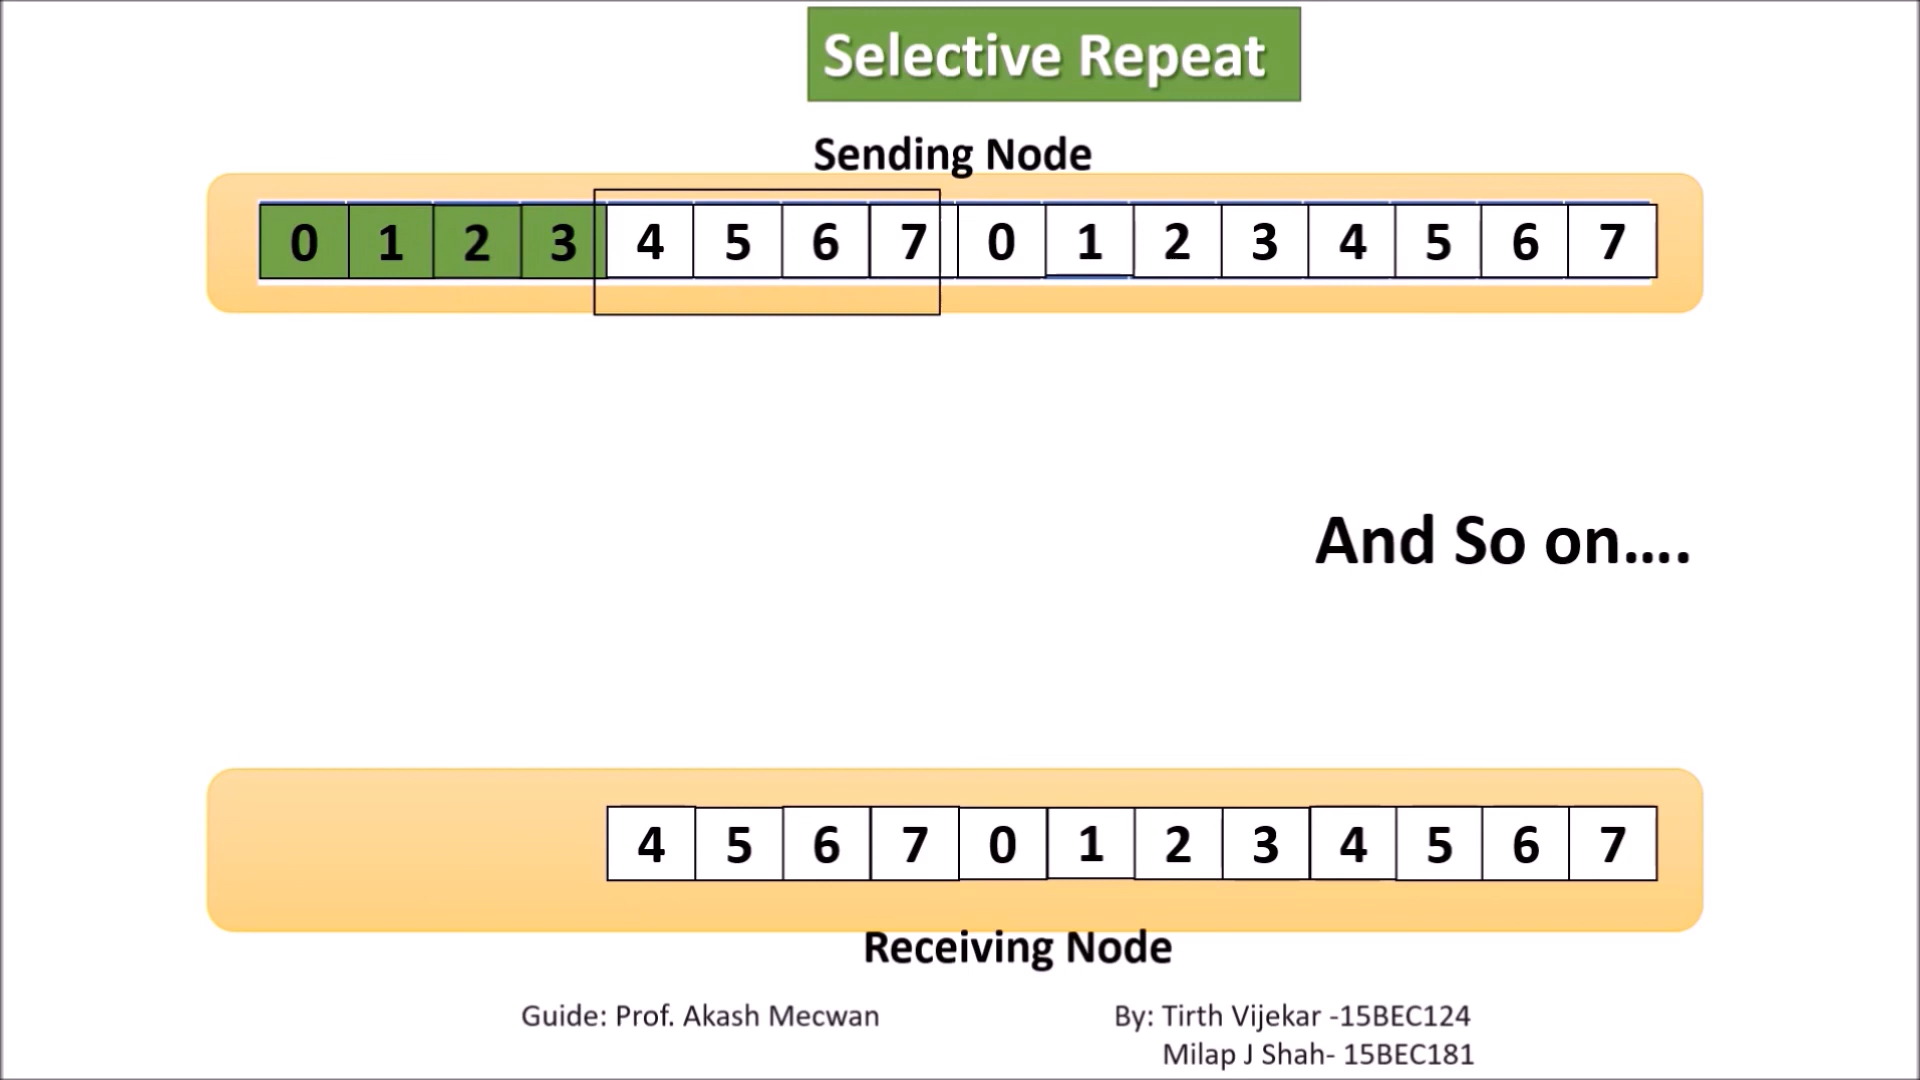 Selective Repeat
Sending Node
0 1 2 3 4 5 6 7 0 1 2 3 4 5 6 7
And So on....
4 5 6 7 0 1 2 3 4 5 6 7
Receiving Node
Guide: Prof. Akash Mecwan
By: Tirth Vijekar -15BEC124
Milap J Shah- 15BEC181